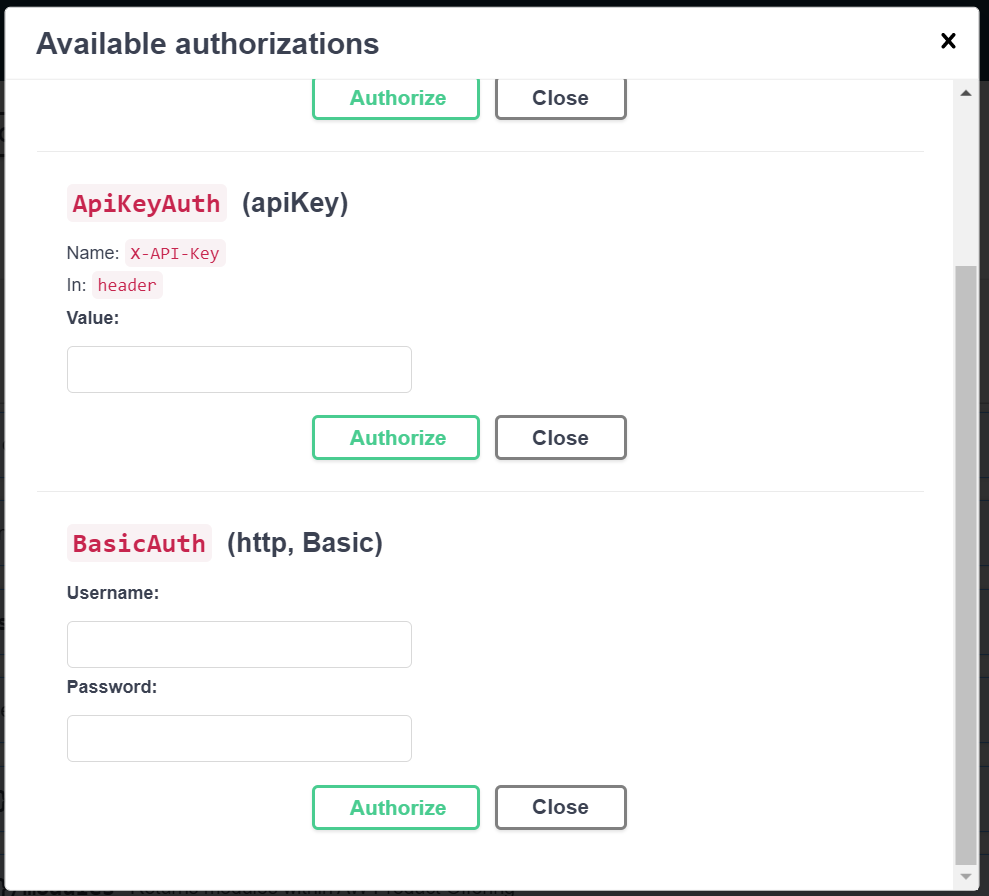 Available authorizations
Authorize Close
ApiKeyAuth (apiKey)
Name: X-API-Key
In: header
Value:
Authorize Close
BasicAuth (http, Basic)
Username:
Password:
Authorize Close